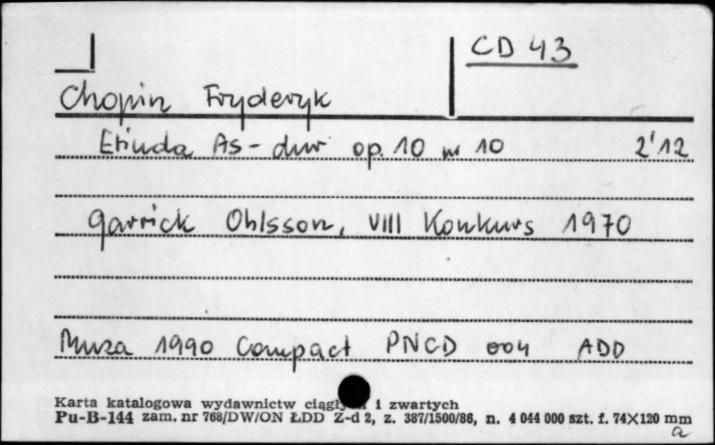 CD 43
Chopin Fryderyk
Etiuda As-dur op. 10 nr 10 2'12
Garrick Ohlsson, VIII Konkurs 1970
Muza 1990 Compact PNCD 004 ADD
Karta katalogowa wydawnictw ciągłych i zwartych
Pu-B-144 zam. nr 768/DW/ON ŁDD Z-d 2, z. 387/1500/86, n. 4 044 000 szt. f. 74X120 mm
a